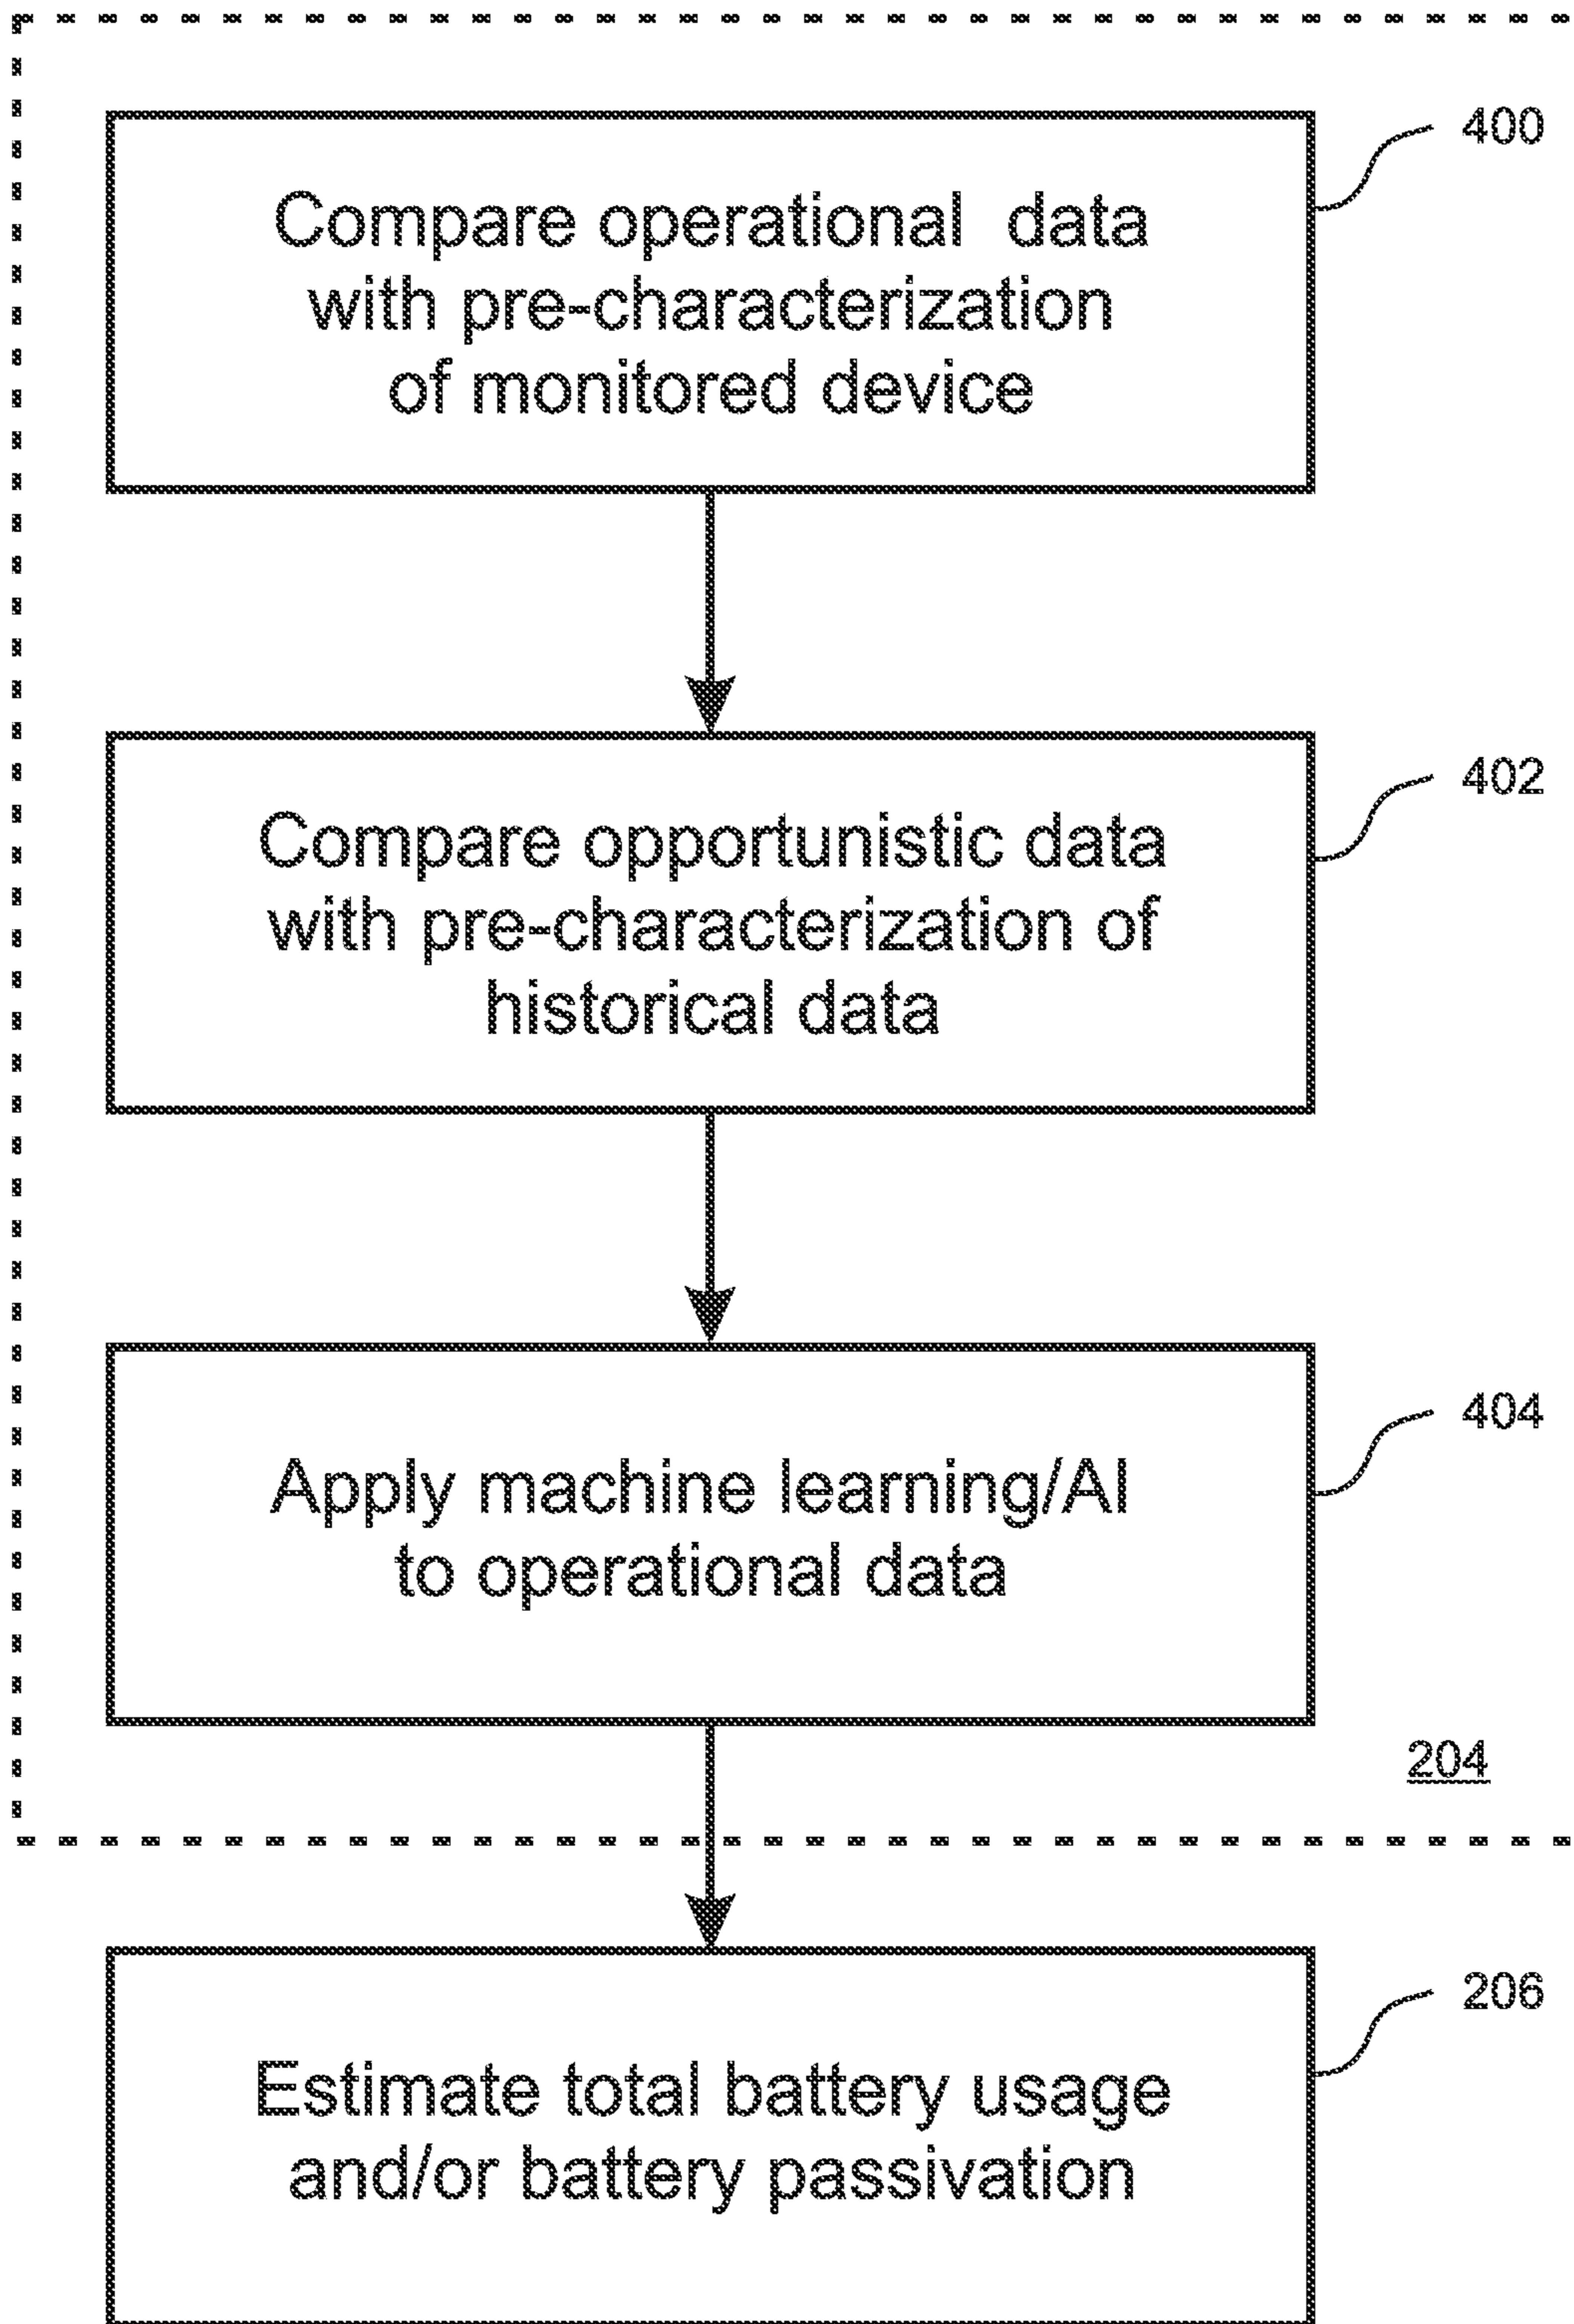 400
Compare operational data
with pre-characterization
of monitored device
402
Compare opportunistic data
with pre-characterization of
historical data
404
Apply machine learning/AI
to operational data
204
206
Estimate total battery usage
and/or battery passivation